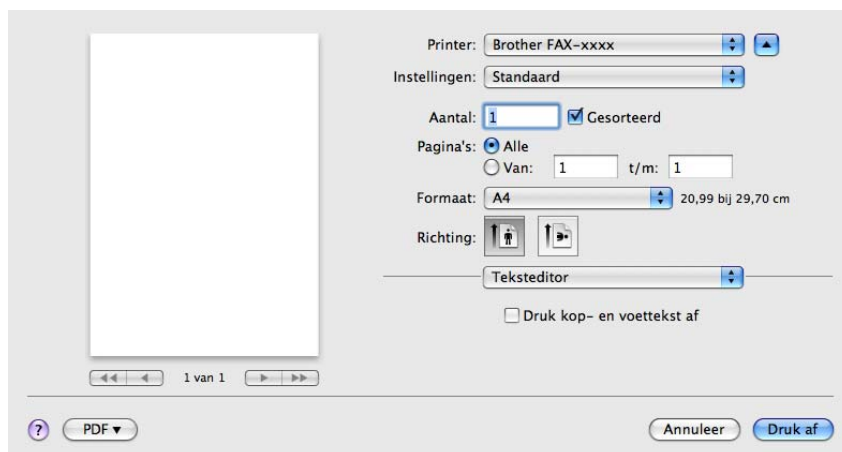 Printer: Brother FAX-xxxx
Instellingen: Standaard
Aantal: 1 Gesorteerd
Pagina's: Alle
Van: 1 t/m: 1
Formaat: A4 20,99 bij 29,70 cm
Richting:
Teksteditor
Druk kop- en voettekst af
1 van 1
? PDF Annuleer Druk af